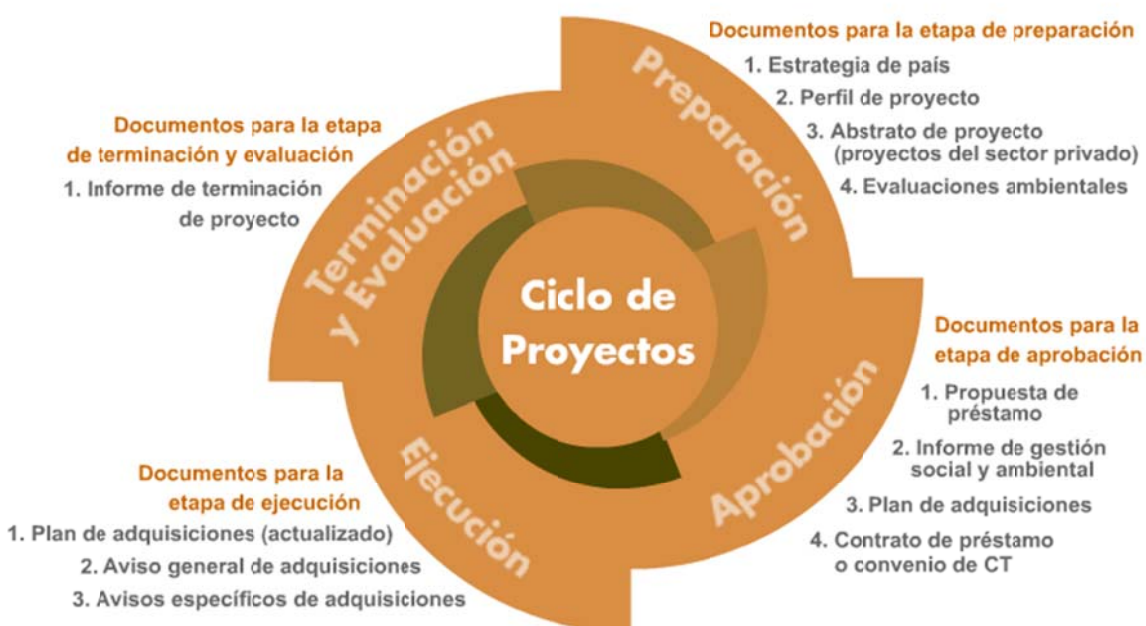 Documentos para la etapa de preparación
1. Estrategia de país
2. Perfil de proyecto
3. Abstrato de proyecto
(proyectos del sector privado)
4. Evaluaciones ambientales
Preparación
Documentos para la
etapa de aprobación
1. Propuesta de
préstamo
2. Informe de gestión
social y ambiental
3. Plan de adquisiciones
4. Contrato de préstamo
o convenio de CT
Aprobación
Documentos para la
etapa de ejecución
1. Plan de adquisiciones (actualizado)
2. Aviso general de adquisiciones
3. Avisos específicos de adquisiciones
Ejecución
Documentos para la etapa
de terminación y evaluación
1. Informe de terminación
de proyecto
Terminación
y Evaluación
Ciclo de
Proyectos